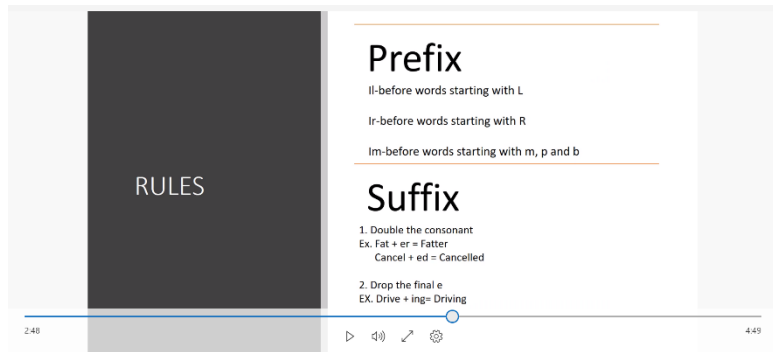 RULES
Prefix
Il-before words starting with L
Ir-before words starting with R
Im-before words starting with m, p and b
Suffix
1. Double the consonant
Ex. Fat + er = Fatter
Cancel + ed = Cancelled
2. Drop the final e
EX. Drive + ing= Driving
2:48
4:49